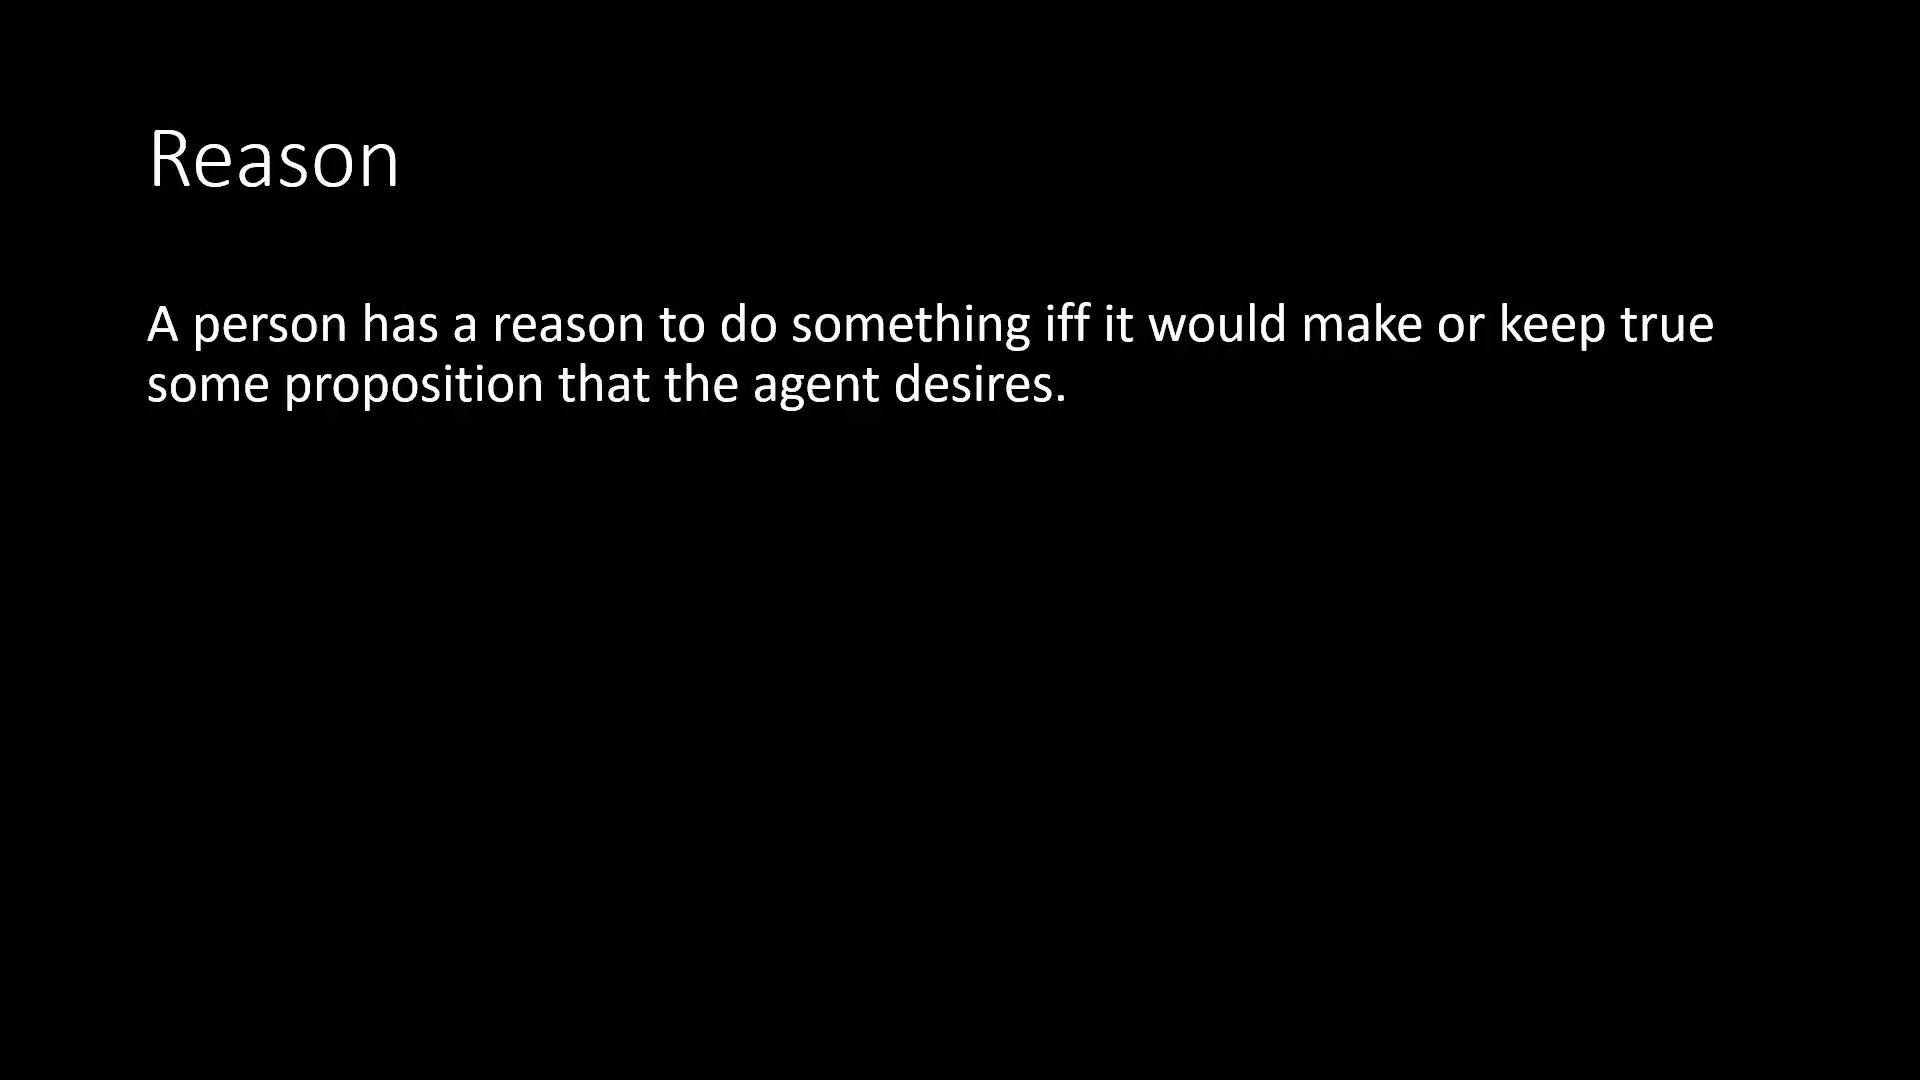 Reason
A person has a reason to do something iff it would make or keep true
some proposition that the agent desires.